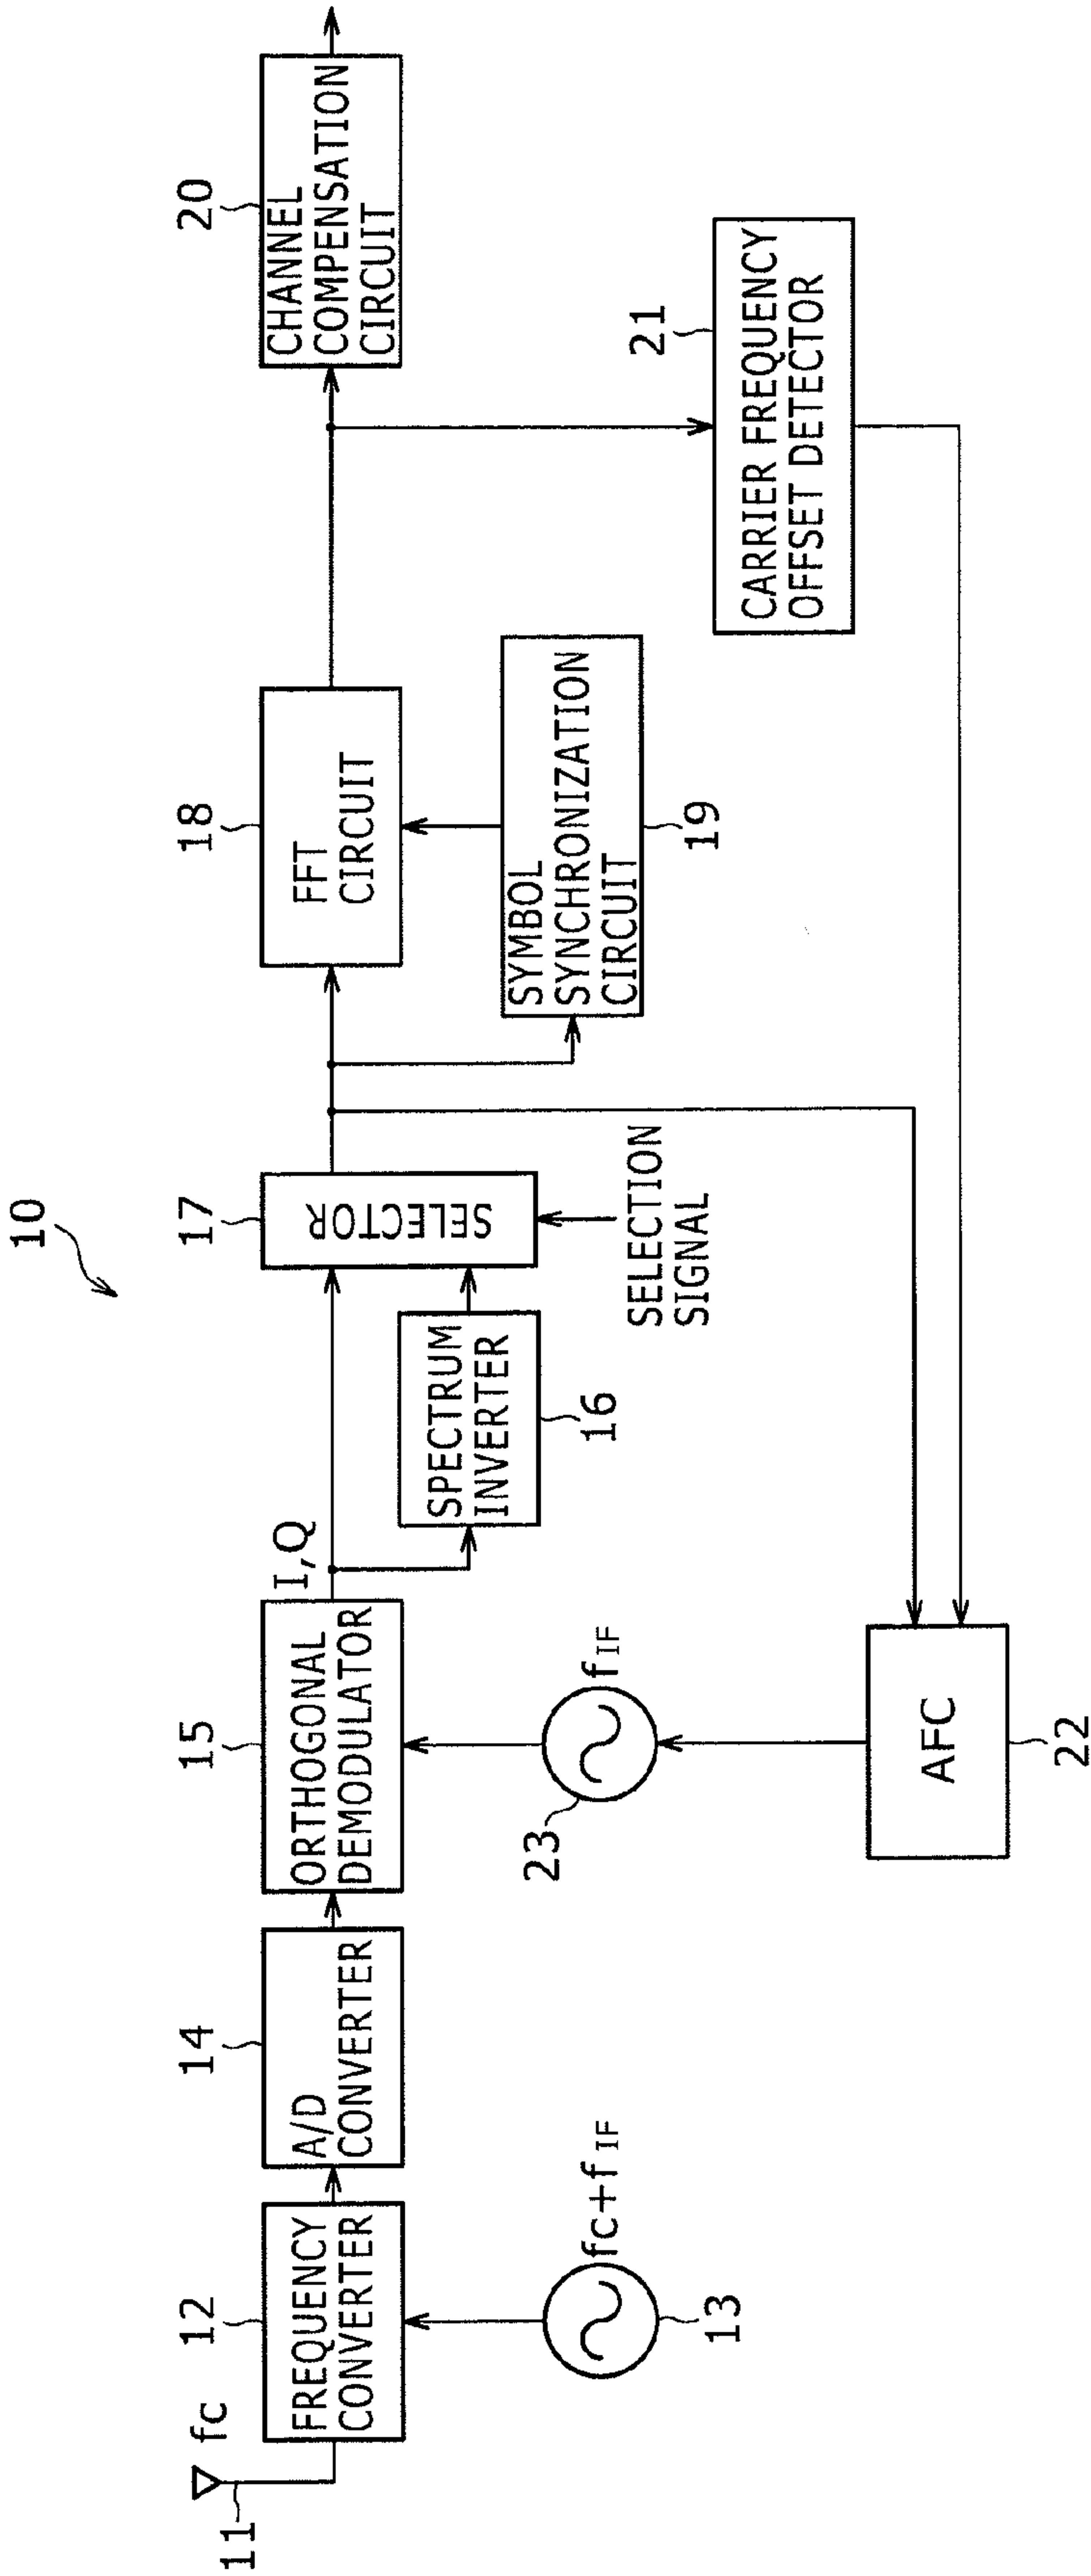 10
11
fc
12
FREQUENCY
CONVERTER
fc+fIF
13
14
A/D
CONVERTER
15
ORTHOGONAL
DEMODULATOR
I,Q
23
fIF
SPECTRUM
INVERTER
16
17
SELECTOR
SELECTION
SIGNAL
18
FFT
CIRCUIT
SYMBOL
SYNCHRONIZATION
CIRCUIT
19
20
CHANNEL
COMPENSATION
CIRCUIT
21
CARRIER FREQUENCY
OFFSET DETECTOR
AFC
22